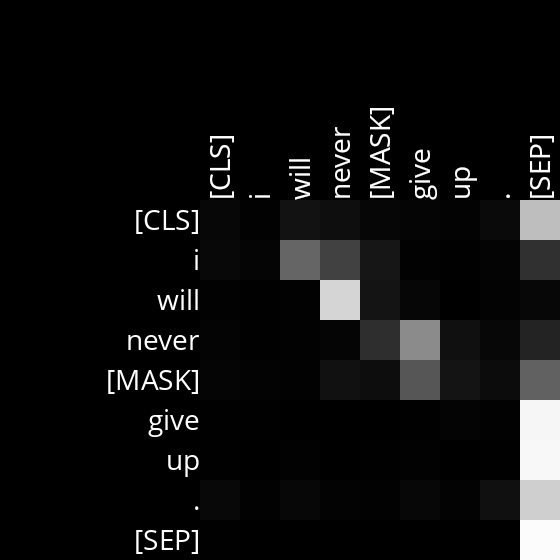 [CLS] i will never [MASK] give up . [SEP]
[CLS]
i
will
never
[MASK]
give
up
.
[SEP]